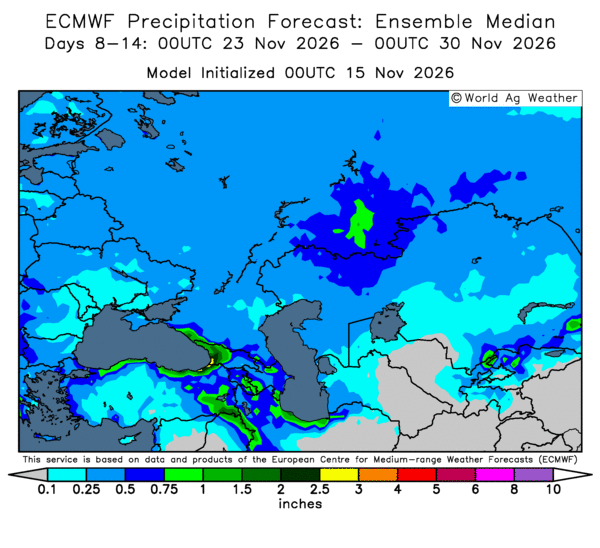 ECMWF Precipitation Forecast: Ensemble Median
Days 8-14: 00UTC 23 Nov 2026 - 00UTC 30 Nov 2026
Model Initialized 00UTC 15 Nov 2026
©World Ag Weather
This service is based on data and products of the European Centre for Medium-range Weather Forecasts (ECMWF)
0.1 0.25 0.5 0.75 1 1.5 2 2.5 3 4 5 6 8 10
inches